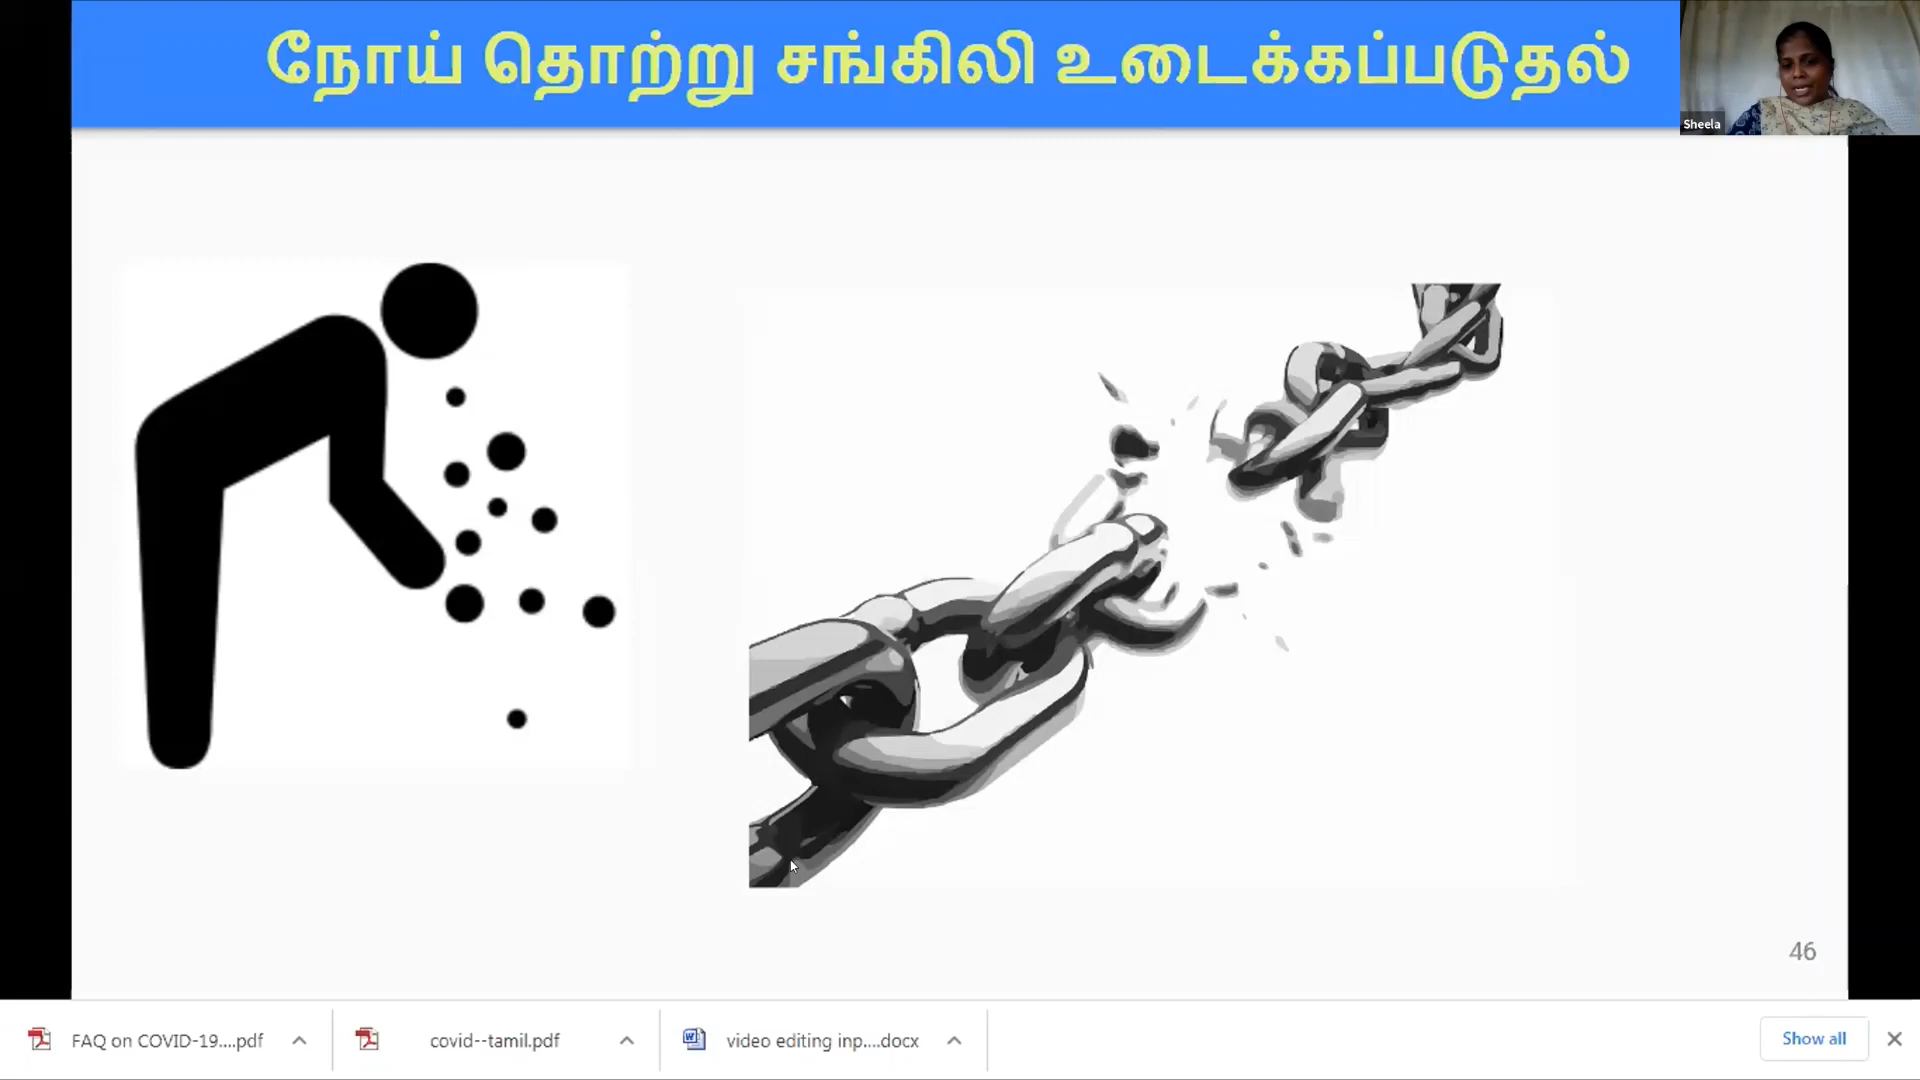 நோய் தொற்று சங்கிலி உடைக்கப்படுதல்
Sheela
46
FAQ on COVID-19....pdf
covid--tamil.pdf
video editing inp....docx
Show all